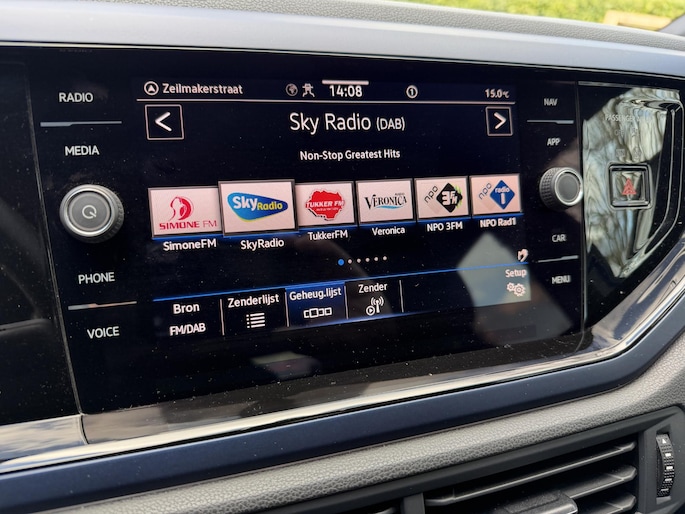 RADIO
MEDIA
PHONE
VOICE
Zeilmakerstraat
14:08
1
15.0°C
<
Sky Radio (DAB)
>
Non-Stop Greatest Hits
SIMONE FM
SKYRADIO
TUKKER FM
VERONICA
npo 3FM
npo radio 1
SimoneFM
SkyRadio
TukkerFM
Veronica
NPO 3FM
NPO Rad1
Bron
FM/DAB
Zenderlijst
Geheug.lijst
Zender
Setup
NAV
APP
CAR
MENU